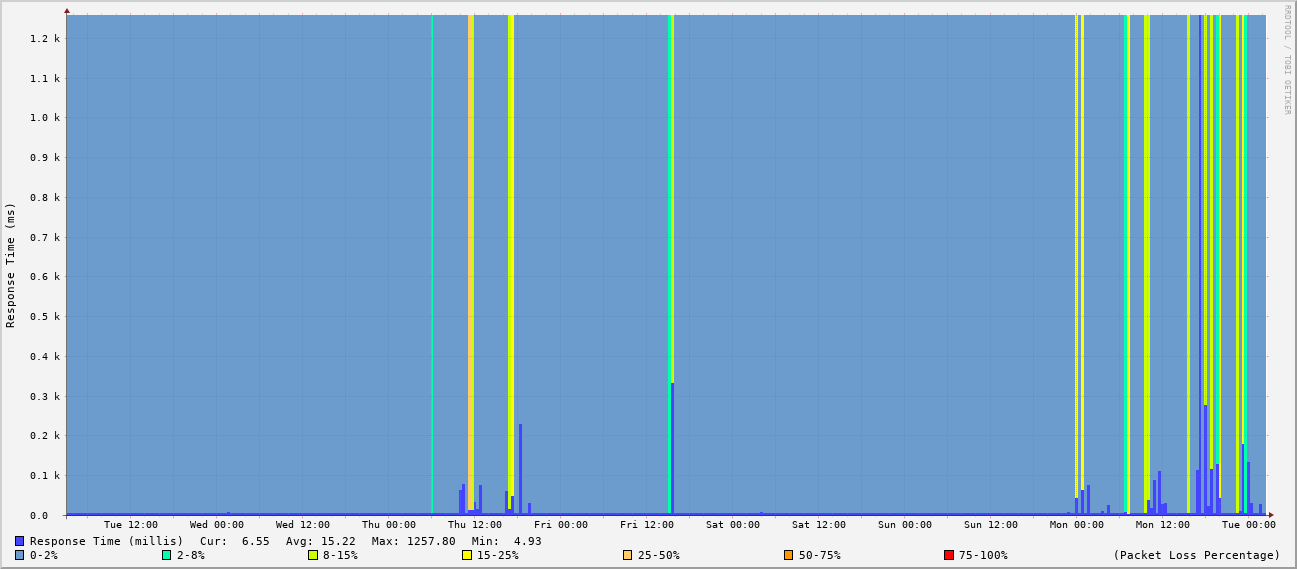 RRDTOOL / TOBI OETIKER
Response Time (ms)
1.2 k
1.1 k
1.0 k
0.9 k
0.8 k
0.7 k
0.6 k
0.5 k
0.4 k
0.3 k
0.2 k
0.1 k
0.0
Tue 12:00 Wed 00:00 Wed 12:00 Thu 00:00 Thu 12:00 Fri 00:00 Fri 12:00 Sat 00:00 Sat 12:00 Sun 00:00 Sun 12:00 Mon 00:00 Mon 12:00 Tue 00:00
Response Time (millis) Cur: 6.55 Avg: 15.22 Max: 1257.80 Min: 4.93
0-2% 2-8% 8-15% 15-25% 25-50% 50-75% 75-100% (Packet Loss Percentage)